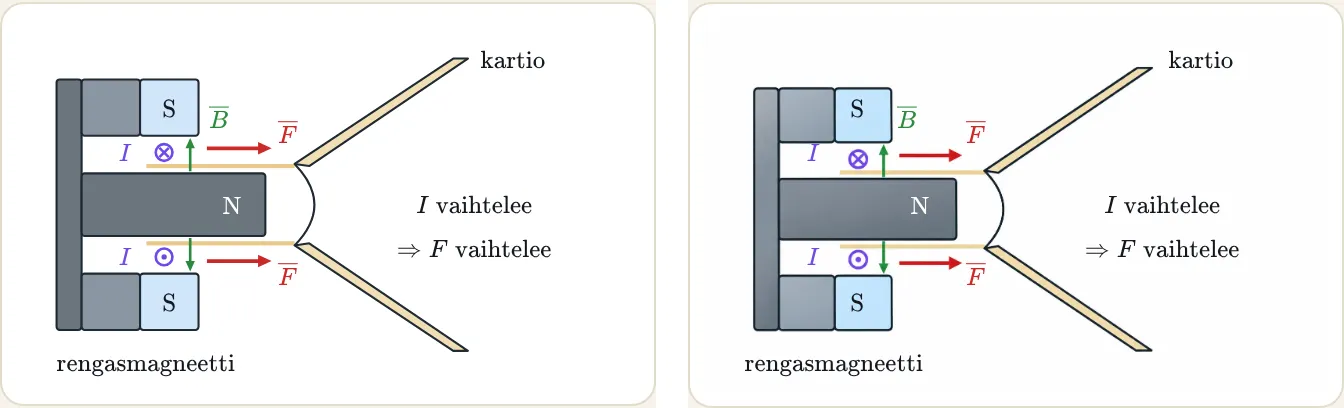 kartio
S
B
F
I
N
I vaihtelee
⇒ F vaihtelee
I
F
S
rengasmagneetti
kartio
S
B
F
I
N
I vaihtelee
⇒ F vaihtelee
I
F
S
rengasmagneetti